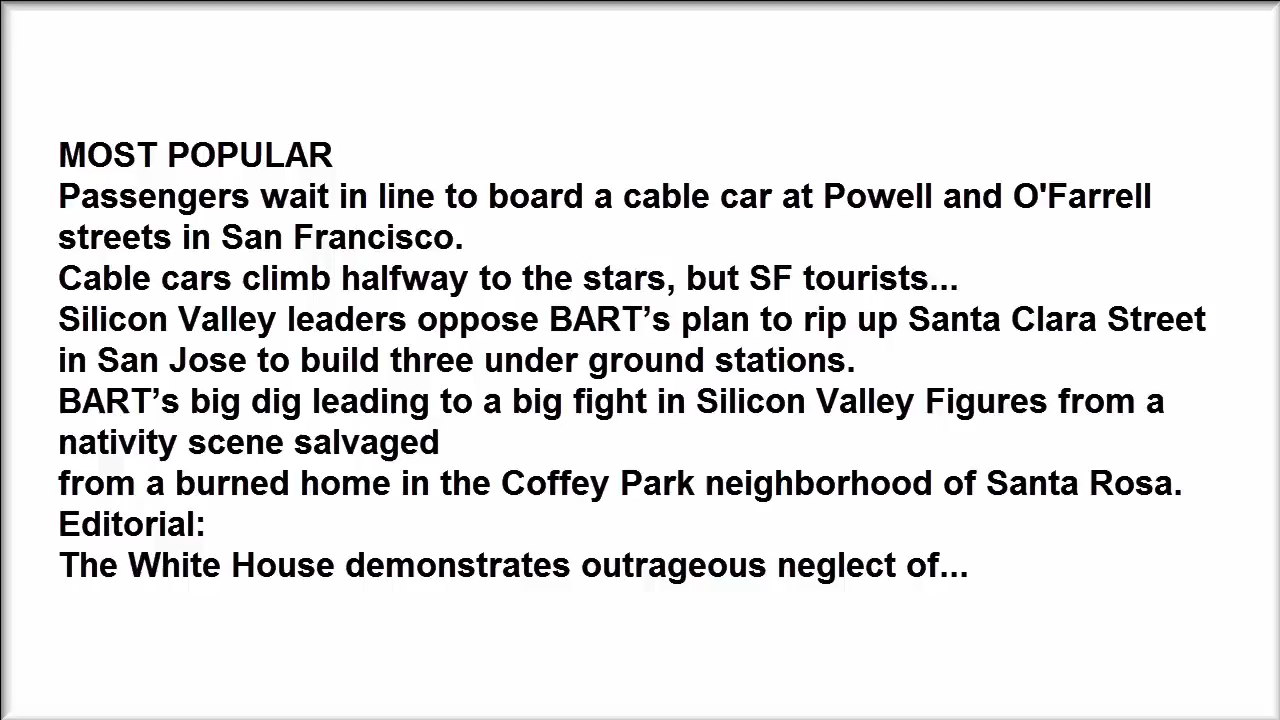 MOST POPULAR
Passengers wait in line to board a cable car at Powell and O'Farrell
streets in San Francisco.
Cable cars climb halfway to the stars, but SF tourists...
Silicon Valley leaders oppose BART’s plan to rip up Santa Clara Street
in San Jose to build three under ground stations.
BART’s big dig leading to a big fight in Silicon Valley Figures from a
nativity scene salvaged
from a burned home in the Coffey Park neighborhood of Santa Rosa.
Editorial:
The White House demonstrates outrageous neglect of...